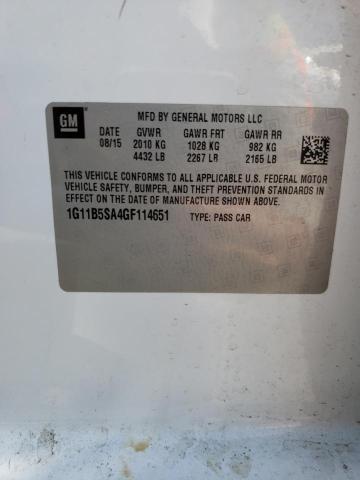 GM
MFD BY GENERAL MOTORS LLC
DATE GVWR GAWR FRT GAWR RR
08/15 2010 KG 1028 KG 982 KG
4432 LB 2267 LB 2165 LB
THIS VEHICLE CONFORMS TO ALL APPLICABLE U.S. FEDERAL MOTOR
VEHICLE SAFETY, BUMPER, AND THEFT PREVENTION STANDARDS IN
EFFECT ON THE DATE OF MANUFACTURE SHOWN ABOVE.
1G11B5SA4GF114651 TYPE: PASS CAR